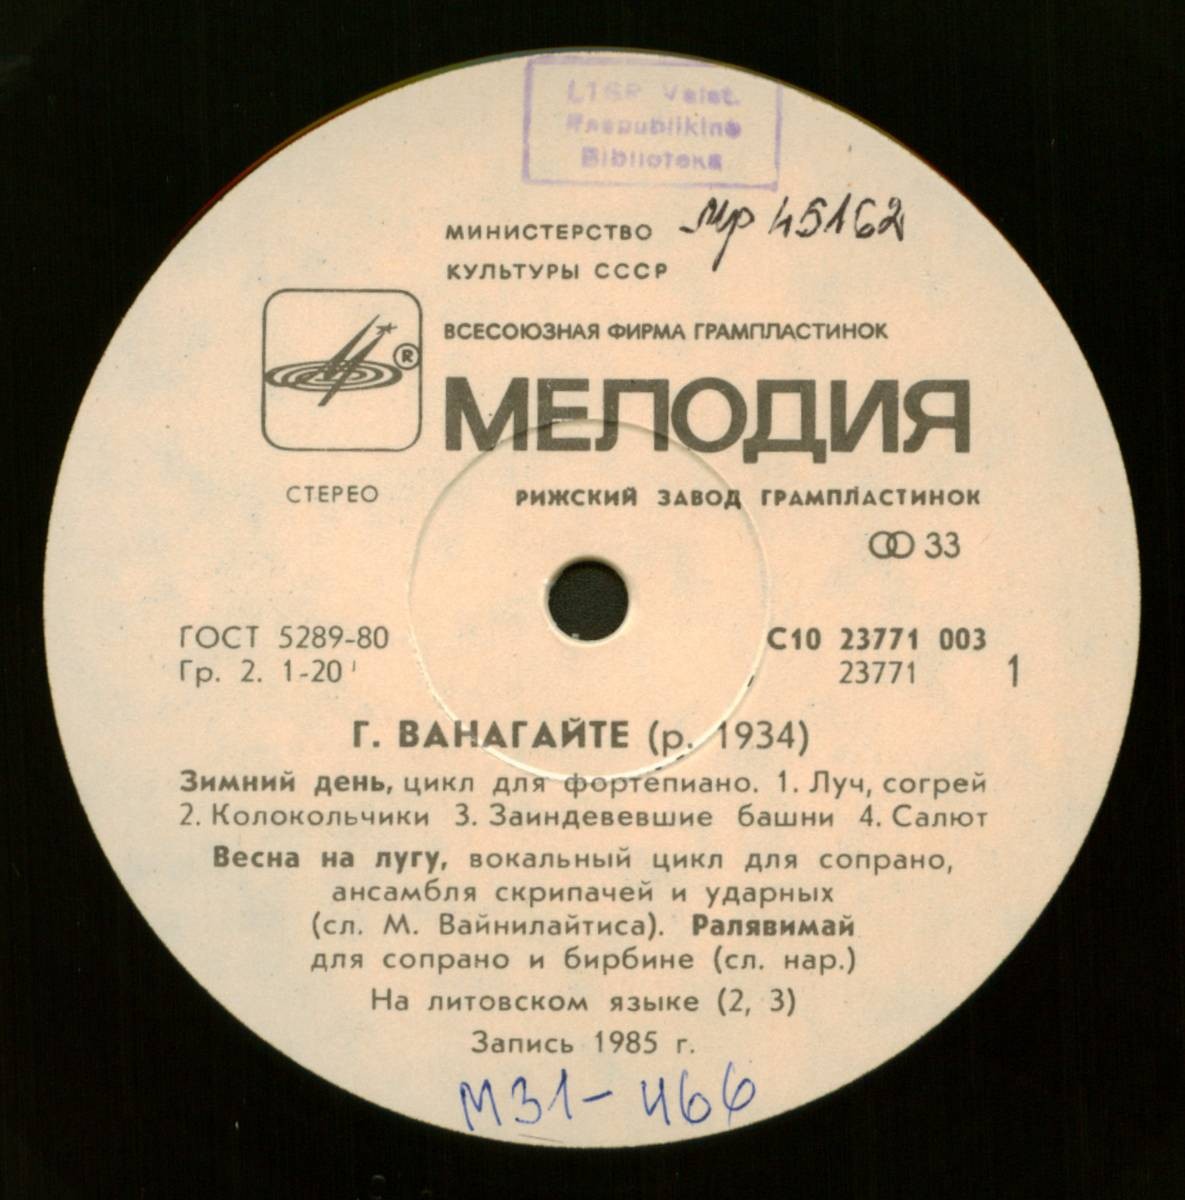 LTSR Valst.
Respublikinė
Biblioteka
МИНИСТЕРСТВО
КУЛЬТУРЫ СССР
Мр 45162
ВСЕСОЮЗНАЯ ФИРМА ГРАМПЛАСТИНОК
®
МЕЛОДИЯ
СТЕРЕО
РИЖСКИЙ ЗАВОД ГРАМПЛАСТИНОК
33
ГОСТ 5289-80
Гр. 2. 1-20
С10 23771 003
23771
1
Г. ВАНАГАЙТЕ (р. 1934)
Зимний день, цикл для фортепиано. 1. Луч, согрей
2. Колокольчики 3. Заиндевевшие башни 4. Салют
Весна на лугу, вокальный цикл для сопрано,
ансамбля скрипачей и ударных
(сл. М. Вайнилайтиса). Ралявимай
для сопрано и бирбине (сл. нар.)
На литовском языке (2, 3)
Запись 1985 г.
М31-466